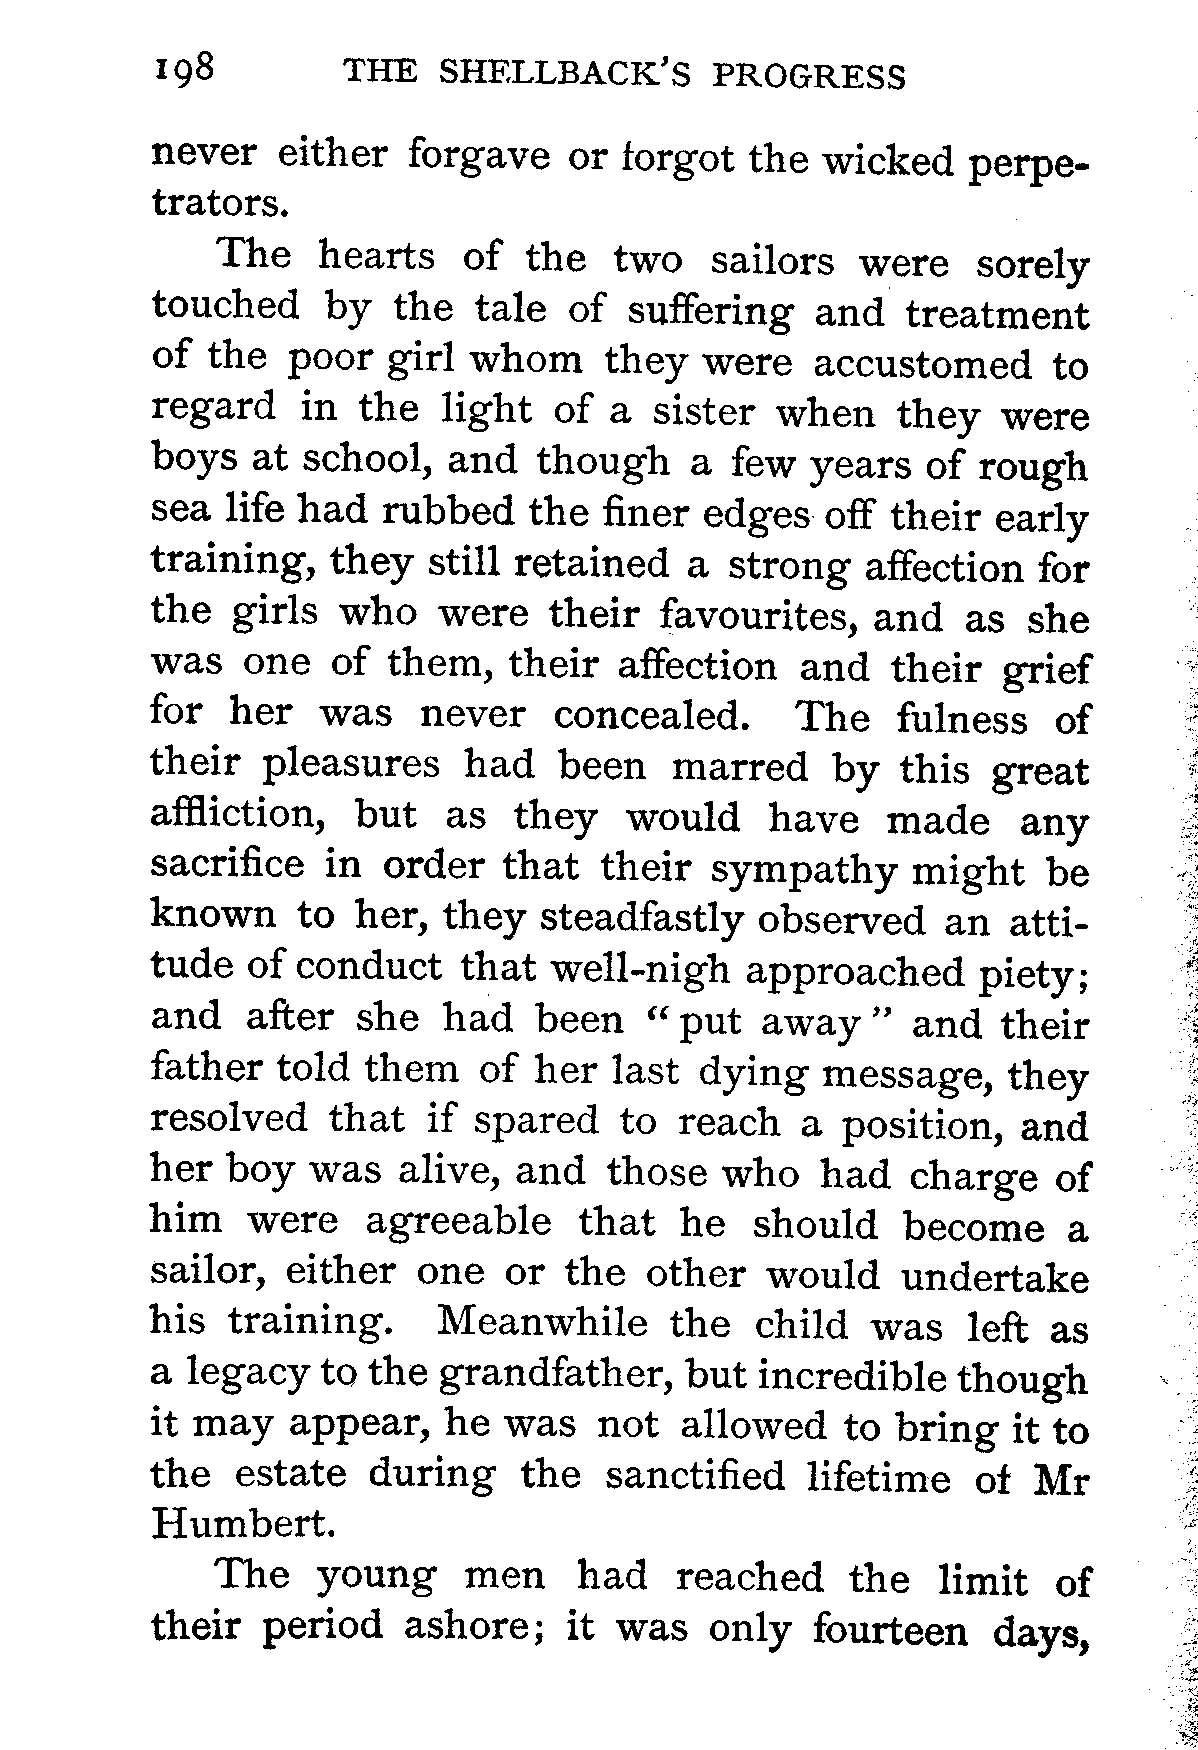 198 THE SHELLBACK'S PROGRESS
never either forgave or forgot the wicked perpe-
trators.
The hearts of the two sailors were sorely
touched by the tale of suffering and treatment
of the poor girl whom they were accustomed to
regard in the light of a sister when they were
boys at school, and though a few years of rough
sea life had rubbed the finer edges off their early
training, they still retained a strong affection for
the girls who were their favourites, and as she
was one of them, their affection and their grief
for her was never concealed. The fulness of
their pleasures had been marred by this great
affliction, but as they would have made any
sacrifice in order that their sympathy might be
known to her, they steadfastly observed an atti-
tude of conduct that well-nigh approached piety;
and after she had been " put away " and their
father told them of her last dying message, they
resolved that if spared to reach a position, and
her boy was alive, and those who had charge of
him were agreeable that he should become a
sailor, either one or the other would undertake
his training. Meanwhile the child was left as
a legacy to the grandfather, but incredible though
it may appear, he was not allowed to bring it to
the estate during the sanctified lifetime of Mr
Humbert.
The young men had reached the limit of
their period ashore; it was only fourteen days,